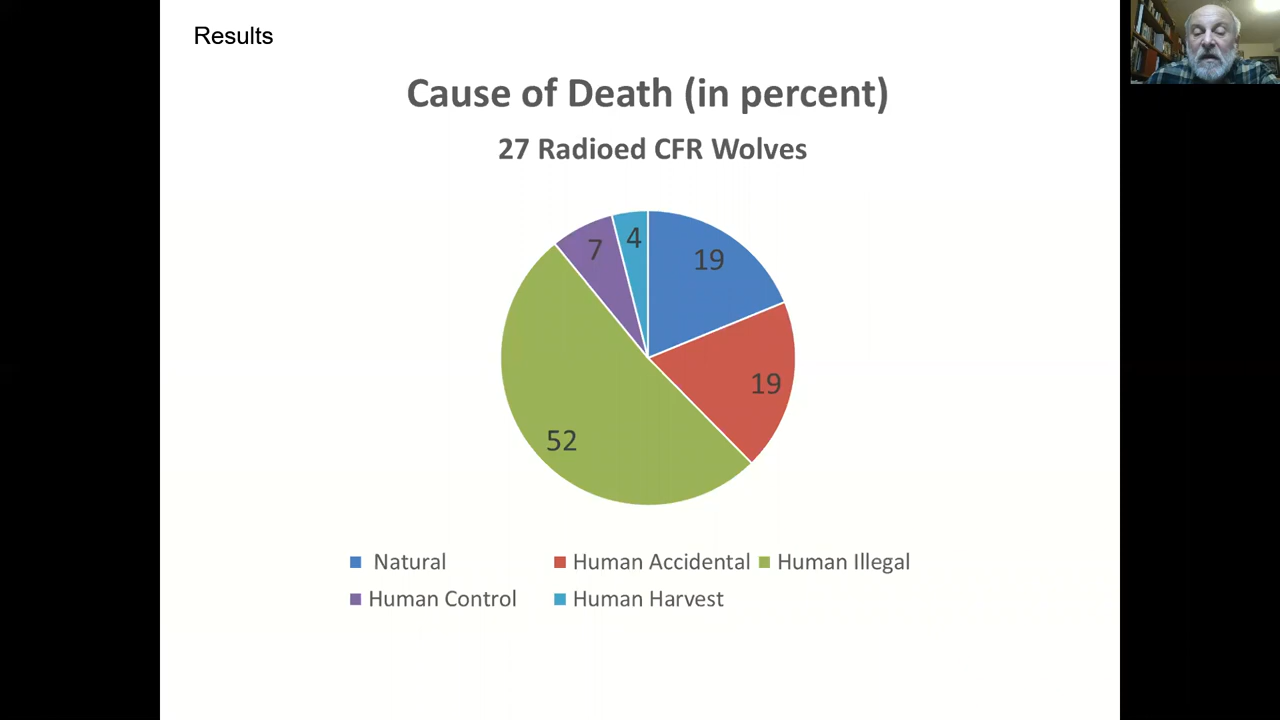 Results
Cause of Death (in percent)
27 Radioed CFR Wolves
7
4
19
19
52
Natural
Human Accidental
Human Illegal
Human Control
Human Harvest